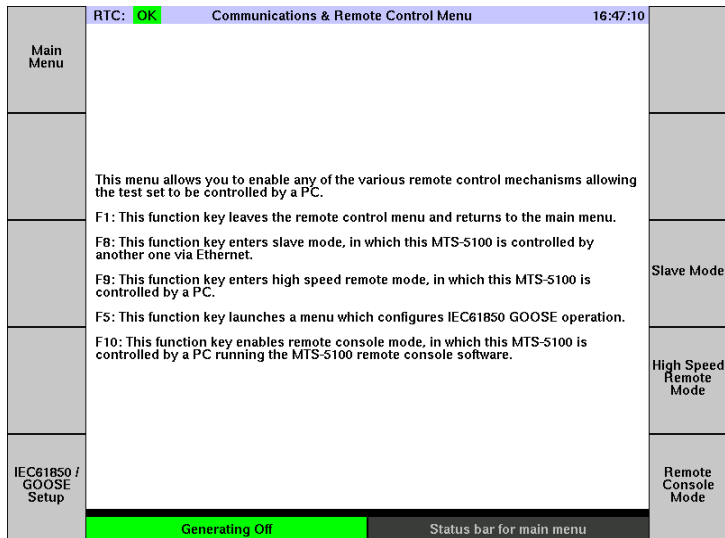 RTC: OK Communications & Remote Control Menu 16:47:10
Main
Menu
This menu allows you to enable any of the various remote control mechanisms allowing
the test set to be controlled by a PC.
F1: This function key leaves the remote control menu and returns to the main menu.
F8: This function key enters slave mode, in which this MTS-5100 is controlled by
another one via Ethernet.
F9: This function key enters high speed remote mode, in which this MTS-5100 is
controlled by a PC.
F5: This function key launches a menu which configures IEC61850 GOOSE operation.
F10: This function key enables remote console mode, in which this MTS-5100 is
controlled by a PC running the MTS-5100 remote console software.
Slave Mode
High Speed
Remote
Mode
IEC61850 /
GOOSE
Setup
Remote
Console
Mode
Generating Off
Status bar for main menu